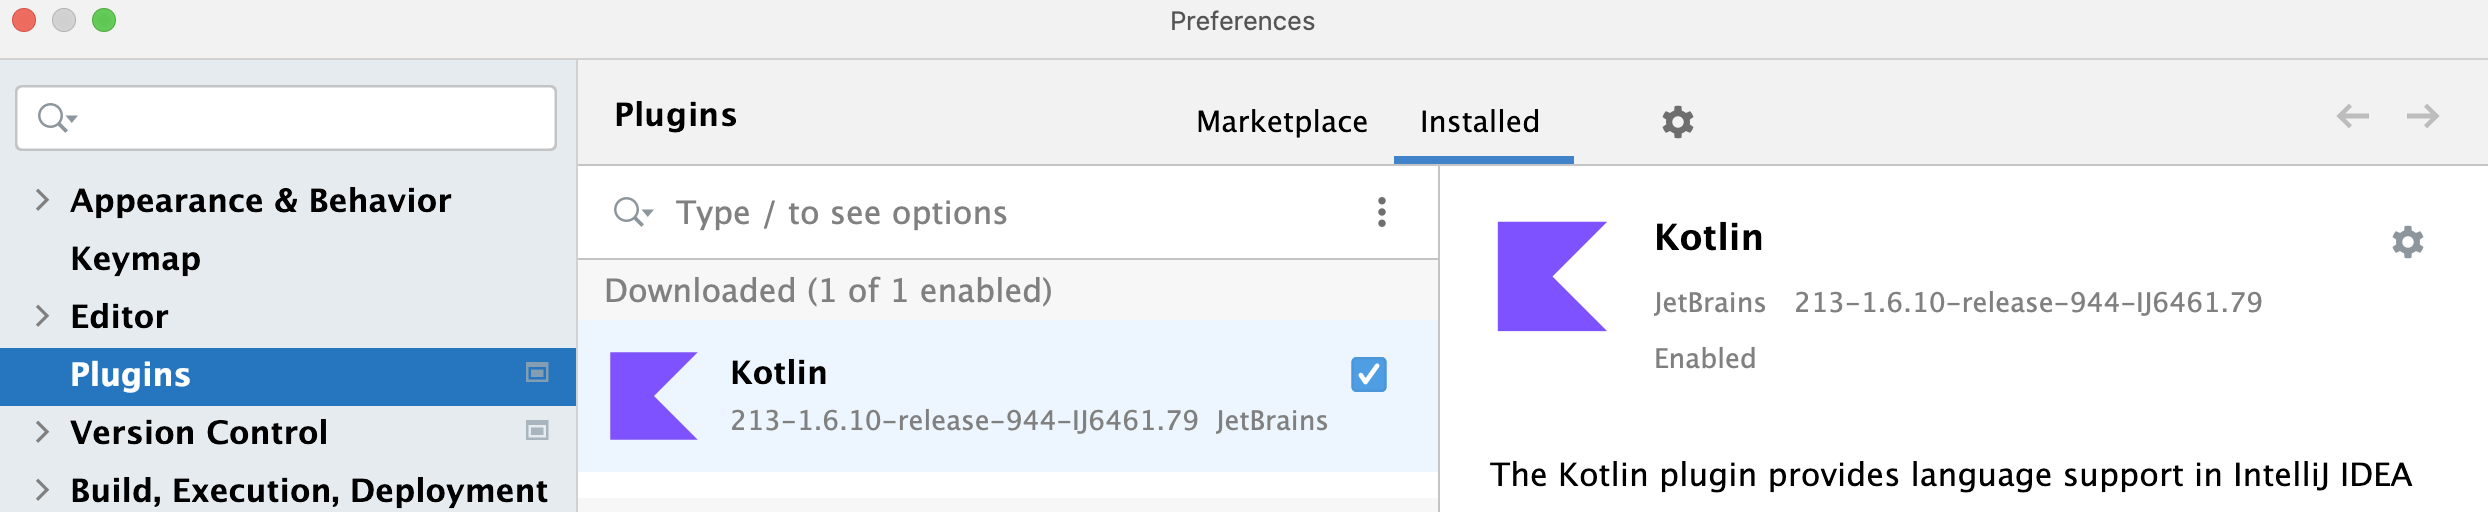 Preferences
Appearance & Behavior
Keymap
Editor
Plugins
Version Control
Build, Execution, Deployment
Plugins
Marketplace
Installed
Type / to see options
Downloaded (1 of 1 enabled)
Kotlin
213-1.6.10-release-944-IJ6461.79 JetBrains
Kotlin
JetBrains 213-1.6.10-release-944-IJ6461.79
Enabled
The Kotlin plugin provides language support in IntelliJ IDEA